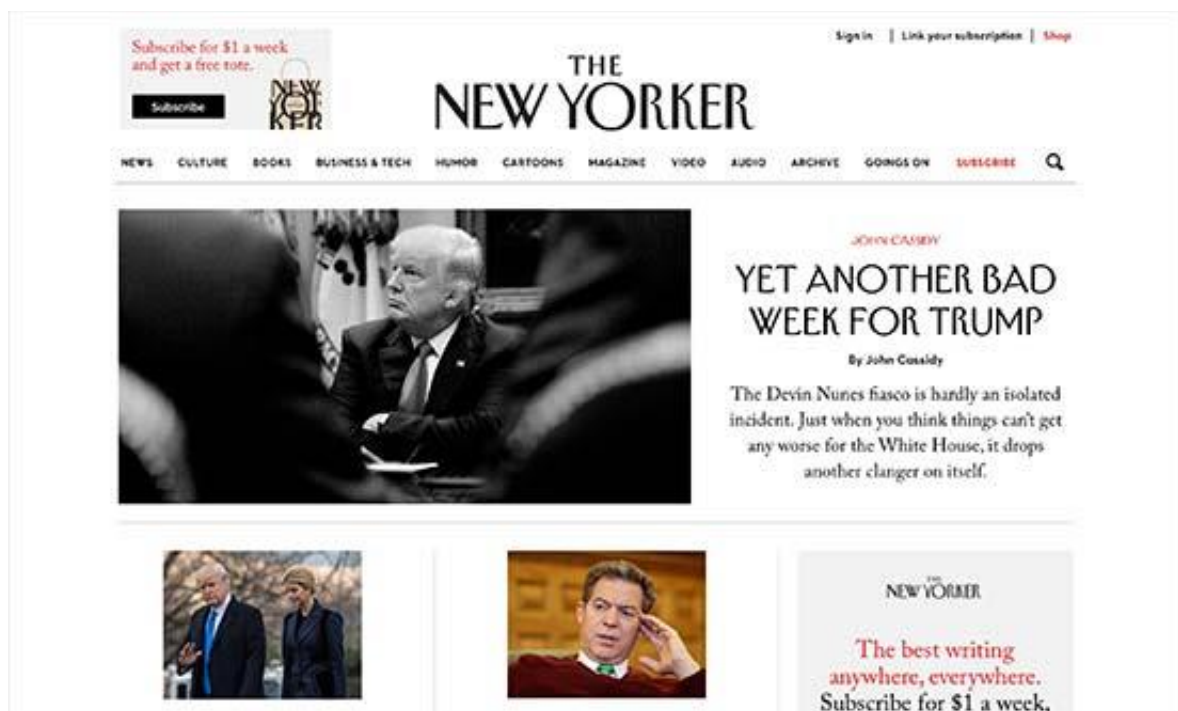 Subscribe for $1 a week
and get a free tote.
Subscribe
NEW
YOR
KER
Sign in | Link your subscription | Shop
THE
NEW YORKER
NEWS CULTURE BOOKS BUSINESS & TECH HUMOR CARTOONS MAGAZINE VIDEO AUDIO ARCHIVE GOINGS ON SUBSCRIBE
JOHN CASSIDY
YET ANOTHER BAD
WEEK FOR TRUMP
By John Cassidy
The Devin Nunes fiasco is hardly an isolated
incident. Just when you think things can't get
any worse for the White House, it drops
another clanger on itself.
THE
NEW YORKER
The best writing
anywhere, everywhere.
Subscribe for $1 a week,